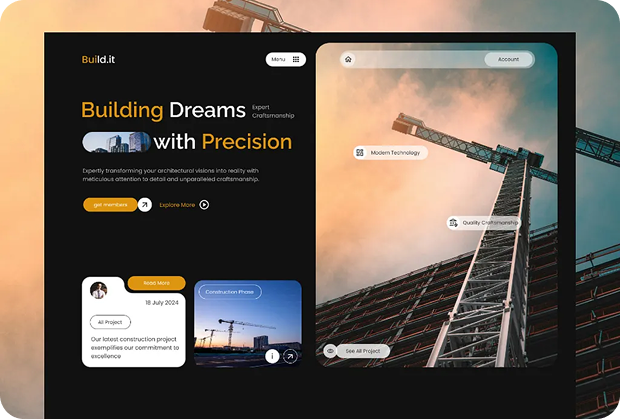 Build.it
Menu
Account
Building Dreams
Expert
Craftsmanship
with Precision
Expertly transforming your architectural visions into reality with
meticulous attention to detail and unparalleled craftsmanship.
get members
Explore More
Modern Technology
Quality Craftsmanship
Read More
18 July 2024
All Project
Our latest construction project
exemplifies our commitment to
excellence
Construction Phase
See All Project